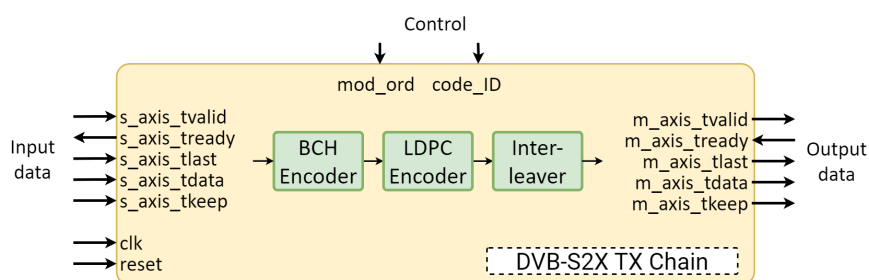 Control
mod_ord code_ID
Input
data
s_axis_tvalid
s_axis_tready
s_axis_tlast
s_axis_tdata
s_axis_tkeep
clk
reset
BCH
Encoder
LDPC
Encoder
Inter-
leaver
m_axis_tvalid
m_axis_tready
m_axis_tlast
m_axis_tdata
m_axis_tkeep
Output
data
DVB-S2X TX Chain